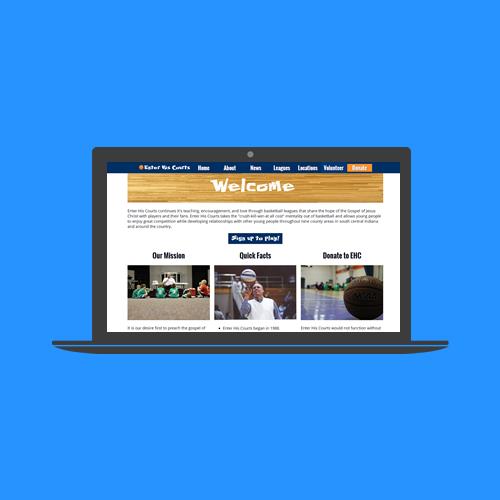 Enter His Courts Home About News Leagues Locations Volunteer Donate
Welcome
Enter His Courts continues it's teaching, encouragement, and love through basketball leagues that share the hope of the Gospel of Jesus
Christ with players and their fans. Enter His Courts takes the "crush-kill-win at all cost" mentality out of basketball and allows young people
to enjoy great competition while developing relationships with other young people throughout nine county areas in south central Indiana
and around the country.
Sign up to play!
Our Mission Quick Facts Donate to EHC
It is our desire first to preach the gospel of
Enter His Courts began in 1988.
Enter His Courts would not function without